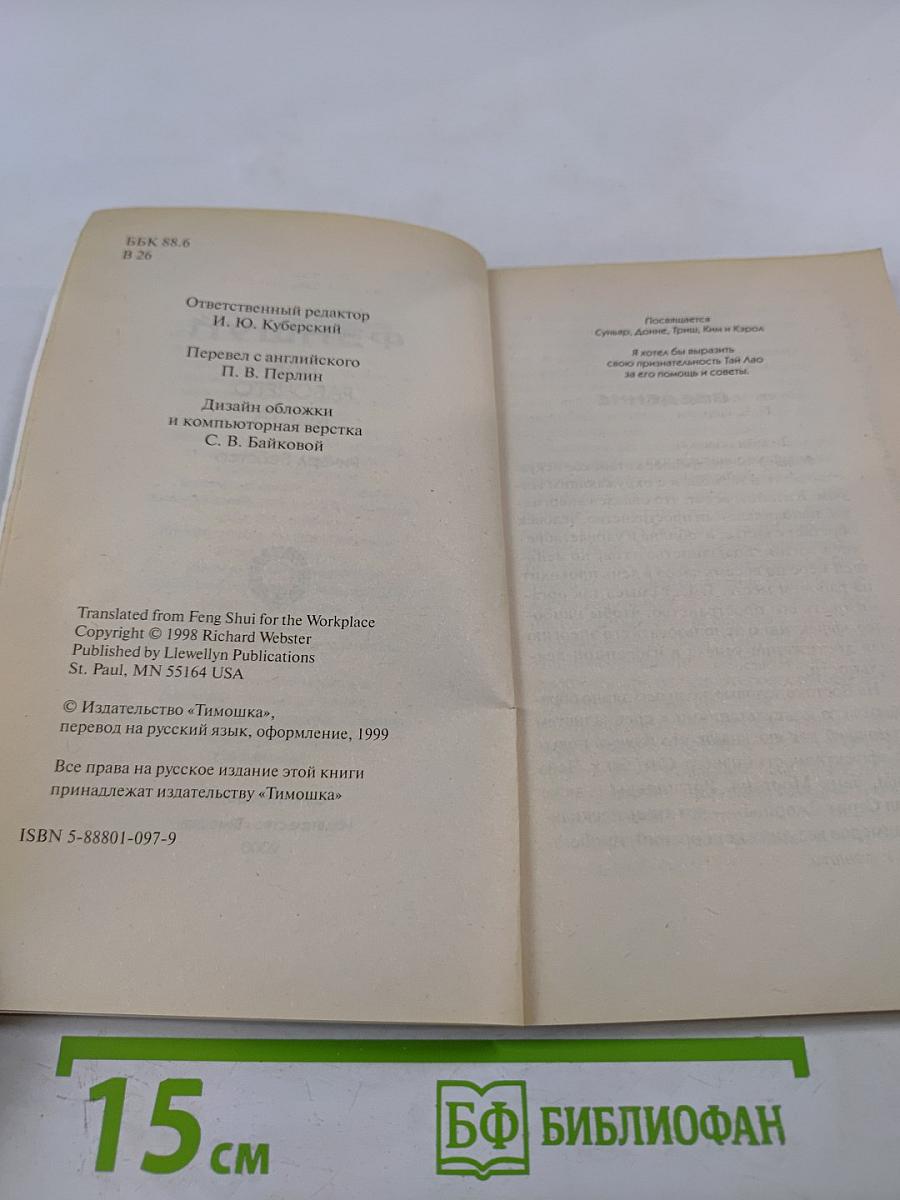 ББК 88.6
В 26
Ответственный редактор
И. Ю. Куберский
Перевел с английского
П. В. Перлин
Дизайн обложки
и компьюторная верстка
С. В. Байковой
Translated from Feng Shui for the Workplace
Copyright © 1998 Richard Webster
Published by Llewellyn Publications
St. Paul, MN 55164 USA
© Издательство «Тимошка»,
перевод на русский язык, оформление, 1999
Все права на русское издание этой книги
принадлежат издательству «Тимошка»
ISBN 5-88801-097-9
Посвящается
Суньяр, Донне, Триш, Ким и Кэрол
Я хотел бы выразить
свою признательность Тай Лао
за его помощь и советы.
15 см
БФ БИБЛИОФАН